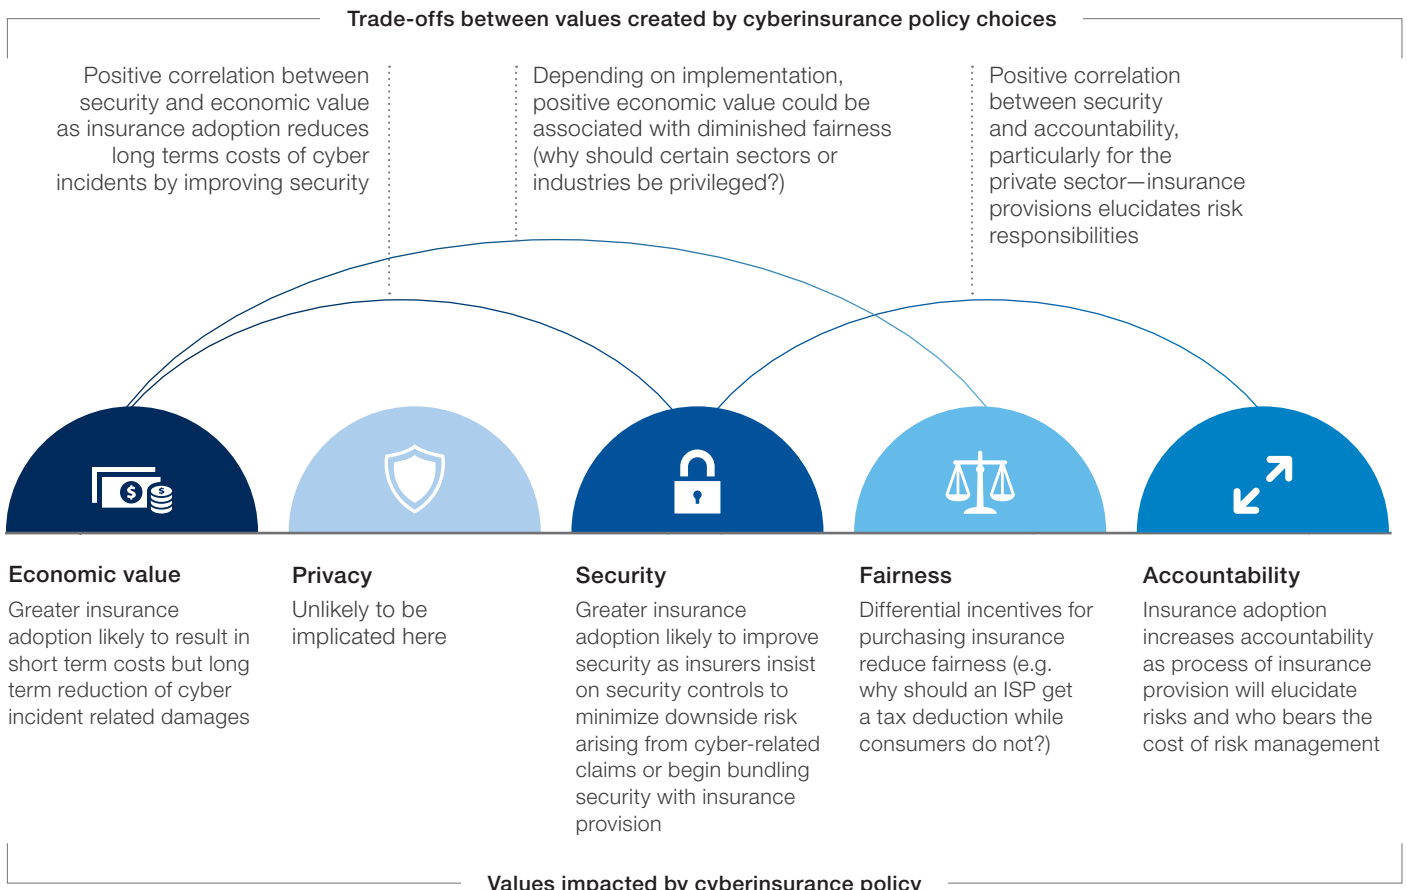 Trade-offs between values created by cyberinsurance policy choices
Positive correlation between
security and economic value
as insurance adoption reduces
long terms costs of cyber
incidents by improving security
Depending on implementation,
positive economic value could be
associated with diminished fairness
(why should certain sectors or
industries be privileged?)
Positive correlation
between security
and accountability,
particularly for the
private sector—insurance
provisions elucidates risk
responsibilities
$
$
Economic value
Greater insurance
adoption likely to result in
short term costs but long
term reduction of cyber
incident related damages
Privacy
Unlikely to be
implicated here
Security
Greater insurance
adoption likely to improve
security as insurers insist
on security controls to
minimize downside risk
arising from cyber-related
claims or begin bundling
security with insurance
provision
Fairness
Differential incentives for
purchasing insurance
reduce fairness (e.g.
why should an ISP get
a tax deduction while
consumers do not?)
Accountability
Insurance adoption
increases accountability
as process of insurance
provision will elucidate
risks and who bears the
cost of risk management
Values impacted by cyberinsurance policy